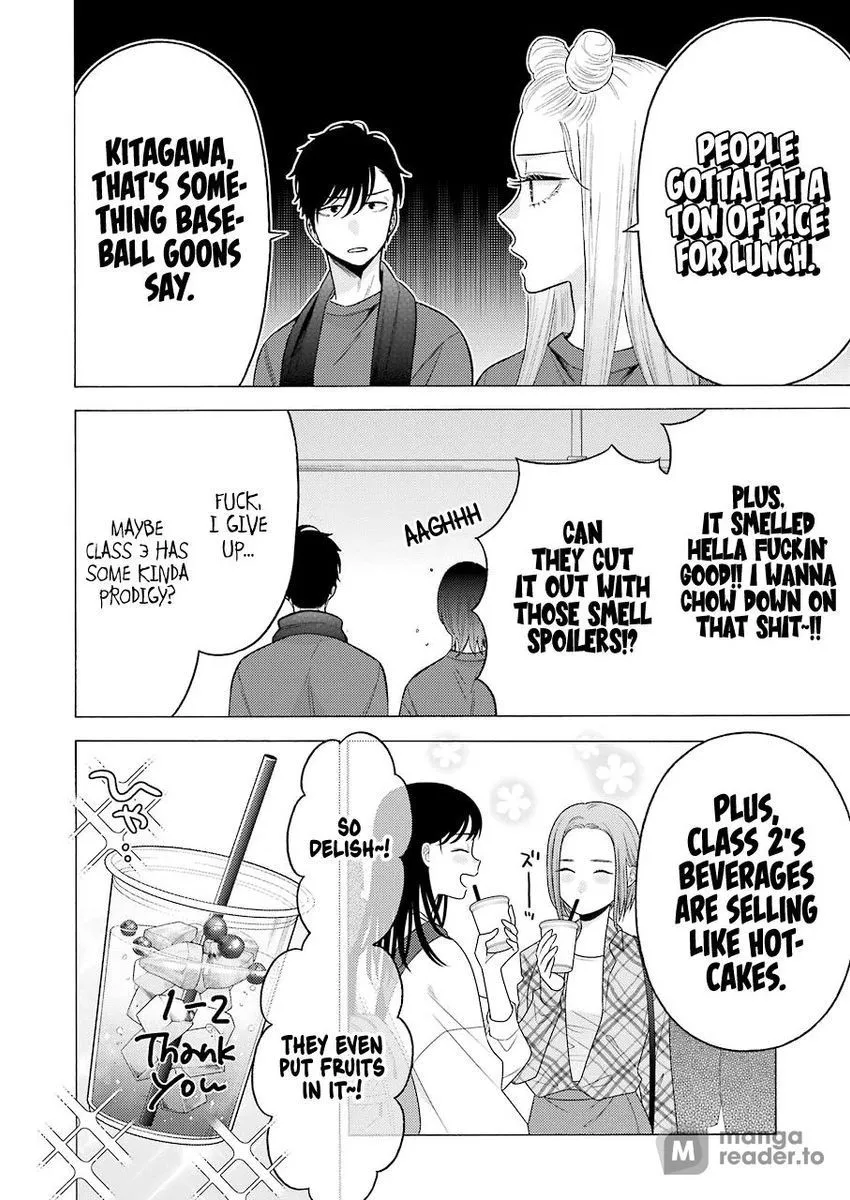 PEOPLE
GOTTA EAT A
TON OF RICE
FOR LUNCH.
KITAGAWA,
THAT'S SOME-
THING BASE-
BALL GOONS
SAY.
PLUS,
IT SMELLED
HELLA FUCKIN'
GOOD!! I WANNA
CHOW DOWN ON
THAT SHIT~!!
CAN
THEY CUT
IT OUT WITH
THOSE SMELL
SPOILERS!?
AAGHHH
FUCK,
I GIVE
UP...
MAYBE
CLASS 3 HAS
SOME KINDA
PRODIGY?
PLUS,
CLASS 2'S
BEVERAGES
ARE SELLING
LIKE HOT-
CAKES.
SO
DELISH~!
THEY EVEN
PUT FRUITS
IN IT~!
1-2
Thank
you
M manga
reader.to